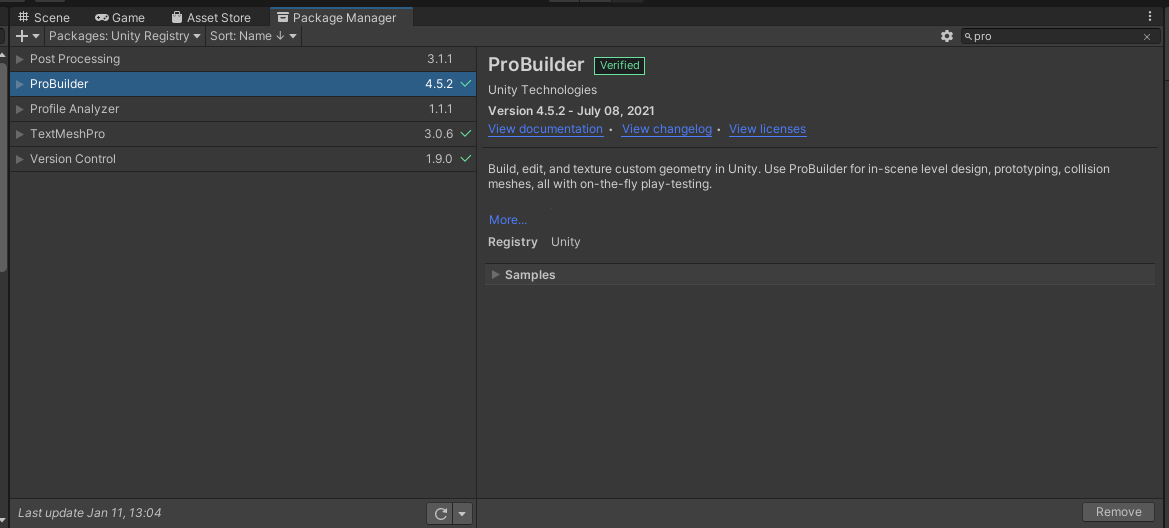 Scene Game Asset Store Package Manager
Packages: Unity Registry Sort: Name ↓ pro
Post Processing 3.1.1
ProBuilder 4.5.2
Profile Analyzer 1.1.1
TextMeshPro 3.0.6
Version Control 1.9.0
ProBuilder Verified
Unity Technologies
Version 4.5.2 - July 08, 2021
View documentation • View changelog • View licenses
Build, edit, and texture custom geometry in Unity. Use ProBuilder for in-scene level design, prototyping, collision
meshes, all with on-the-fly play-testing.
More...
Registry Unity
Samples
Last update Jan 11, 13:04
Remove